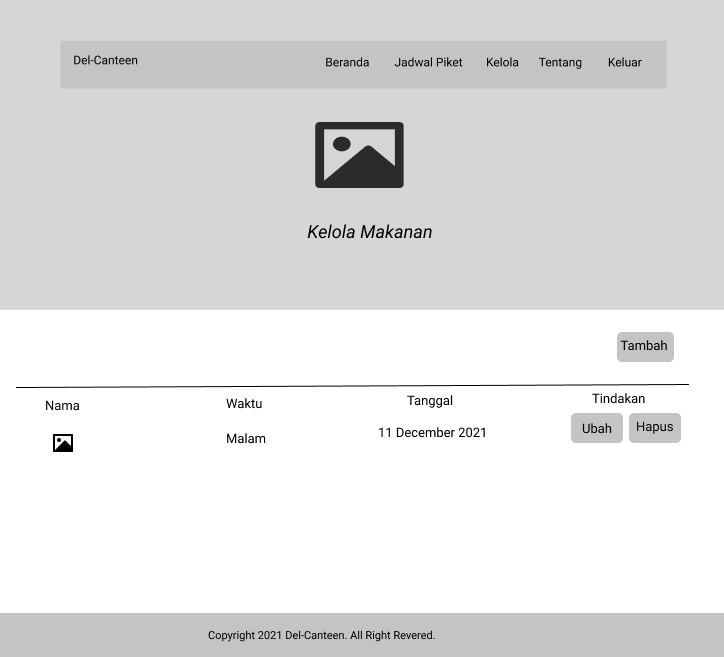 Del-Canteen Beranda Jadwal Piket Kelola Tentang Keluar
Kelola Makanan
Tambah
Nama Waktu Tanggal Tindakan
Malam 11 December 2021 Ubah Hapus
Copyright 2021 Del-Canteen. All Right Revered.